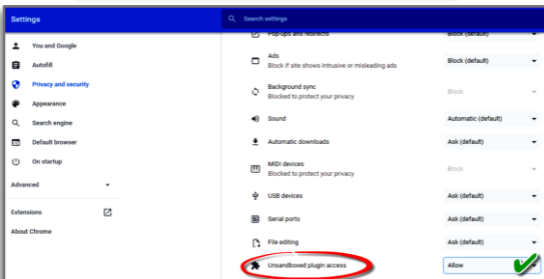 Settings
Search settings
You and Google
Autofill
Privacy and security
Appearance
Search engine
Default browser
On startup
Advanced
Extensions
About Chrome
Pop-ups and redirects Block (default)
Ads Block (default)
Block if site shows intrusive or misleading ads
Background sync Block
Blocked to protect your privacy
Sound Automatic (default)
Automatic downloads Ask (default)
MIDI devices Block
Blocked to protect your privacy
USB devices Ask (default)
Serial ports Ask (default)
File editing Ask (default)
Unsandboxed plugin access Allow